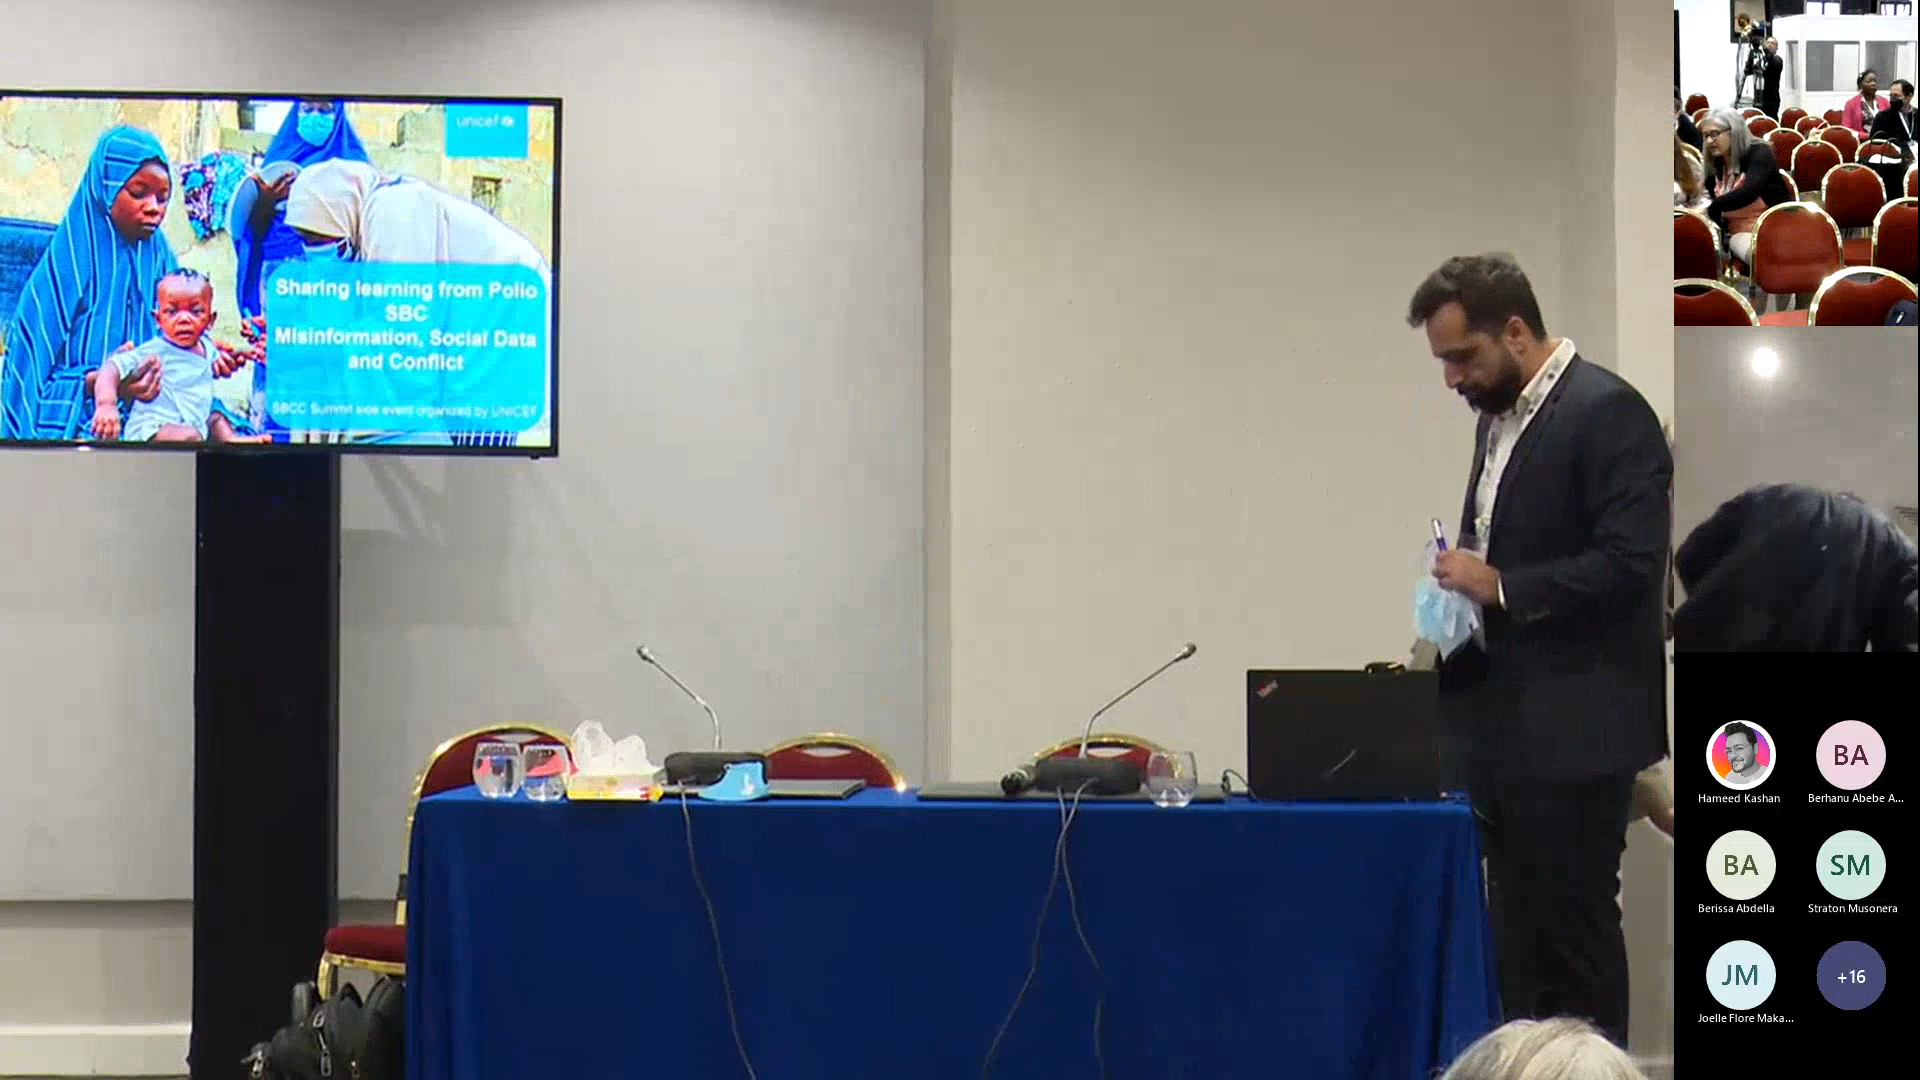 unicef
Sharing learning from Polio
SBC
Misinformation, Social Data
and Conflict
SBCC Summit side event organized by UNICEF
ThinkPad
Hameed Kashan
BA
Berhanu Abebe A...
BA
Berissa Abdella
SM
Straton Musonera
JM
Joelle Flore Maka...
+16